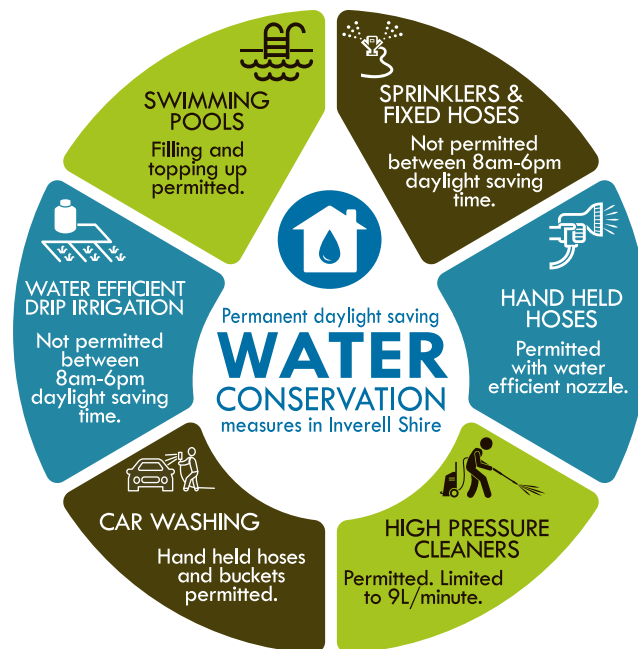 SWIMMING
POOLS
Filling and
topping up
permitted.
SPRINKLERS &
FIXED HOSES
Not permitted
between 8am-6pm
daylight saving
time.
WATER EFFICIENT
DRIP IRRIGATION
Not permitted
between
8am-6pm
daylight saving
time.
Permanent daylight saving
WATER
CONSERVATION
measures in Inverell Shire
HAND HELD
HOSES
Permitted
with water
efficient nozzle.
CAR WASHING
Hand held hoses
and buckets
permitted.
HIGH PRESSURE
CLEANERS
Permitted. Limited
to 9L/minute.